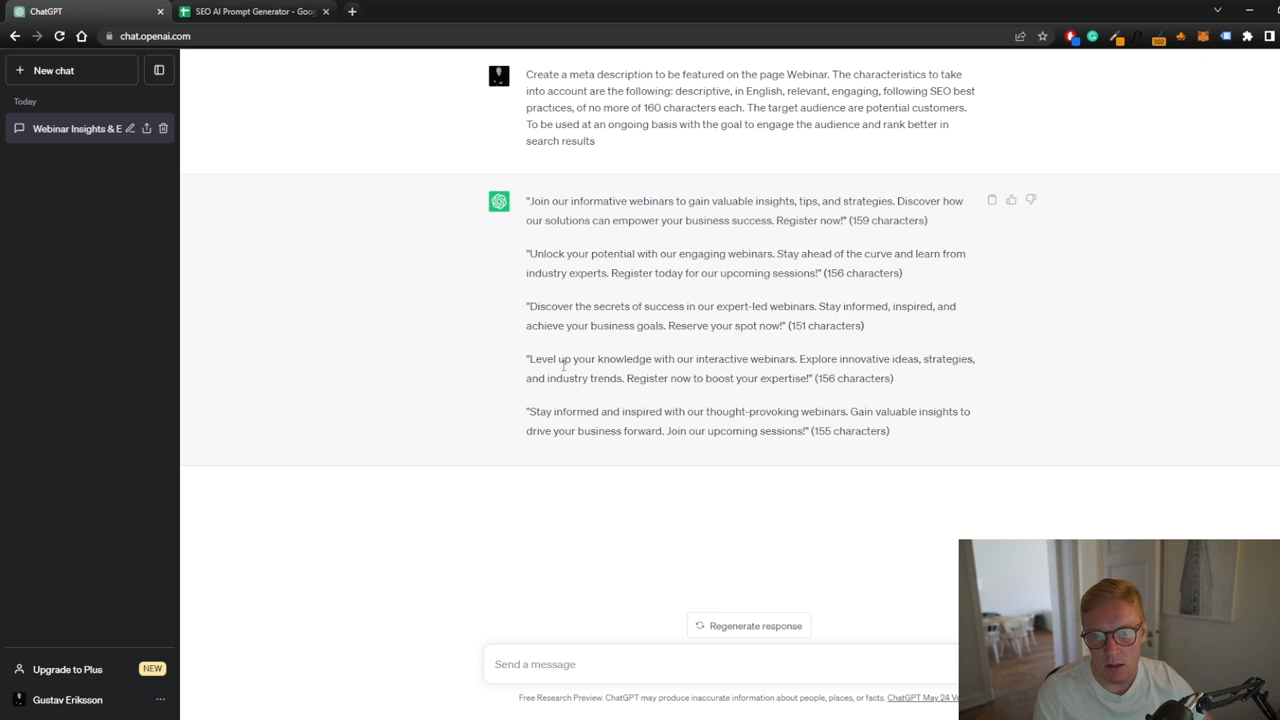 ChatGPT
SEO AI Prompt Generator - Goo
chat.openai.com
New chat
Today
Webinar Insights & E
Create a meta description to be featured on the page Webinar. The characteristics to take
into account are the following: descriptive, in English, relevant, engaging, following SEO best
practices, of no more of 160 characters each. The target audience are potential customers.
To be used at an ongoing basis with the goal to engage the audience and rank better in
search results
"Join our informative webinars to gain valuable insights, tips, and strategies. Discover how
our solutions can empower your business success. Register now!" (159 characters)
"Unlock your potential with our engaging webinars. Stay ahead of the curve and learn from
industry experts. Register today for our upcoming sessions!" (156 characters)
"Discover the secrets of success in our expert-led webinars. Stay informed, inspired, and
achieve your business goals. Reserve your spot now!" (151 characters)
"Level up your knowledge with our interactive webinars. Explore innovative ideas, strategies,
and industry trends. Register now to boost your expertise!" (156 characters)
"Stay informed and inspired with our thought-provoking webinars. Gain valuable insights to
drive your business forward. Join our upcoming sessions!" (155 characters)
Regenerate response
Send a message
Free Research Preview. ChatGPT may produce inaccurate information about people, places, or facts. ChatGPT May 24 Ve
Upgrade to Plus
NEW
Gustav Eriksson